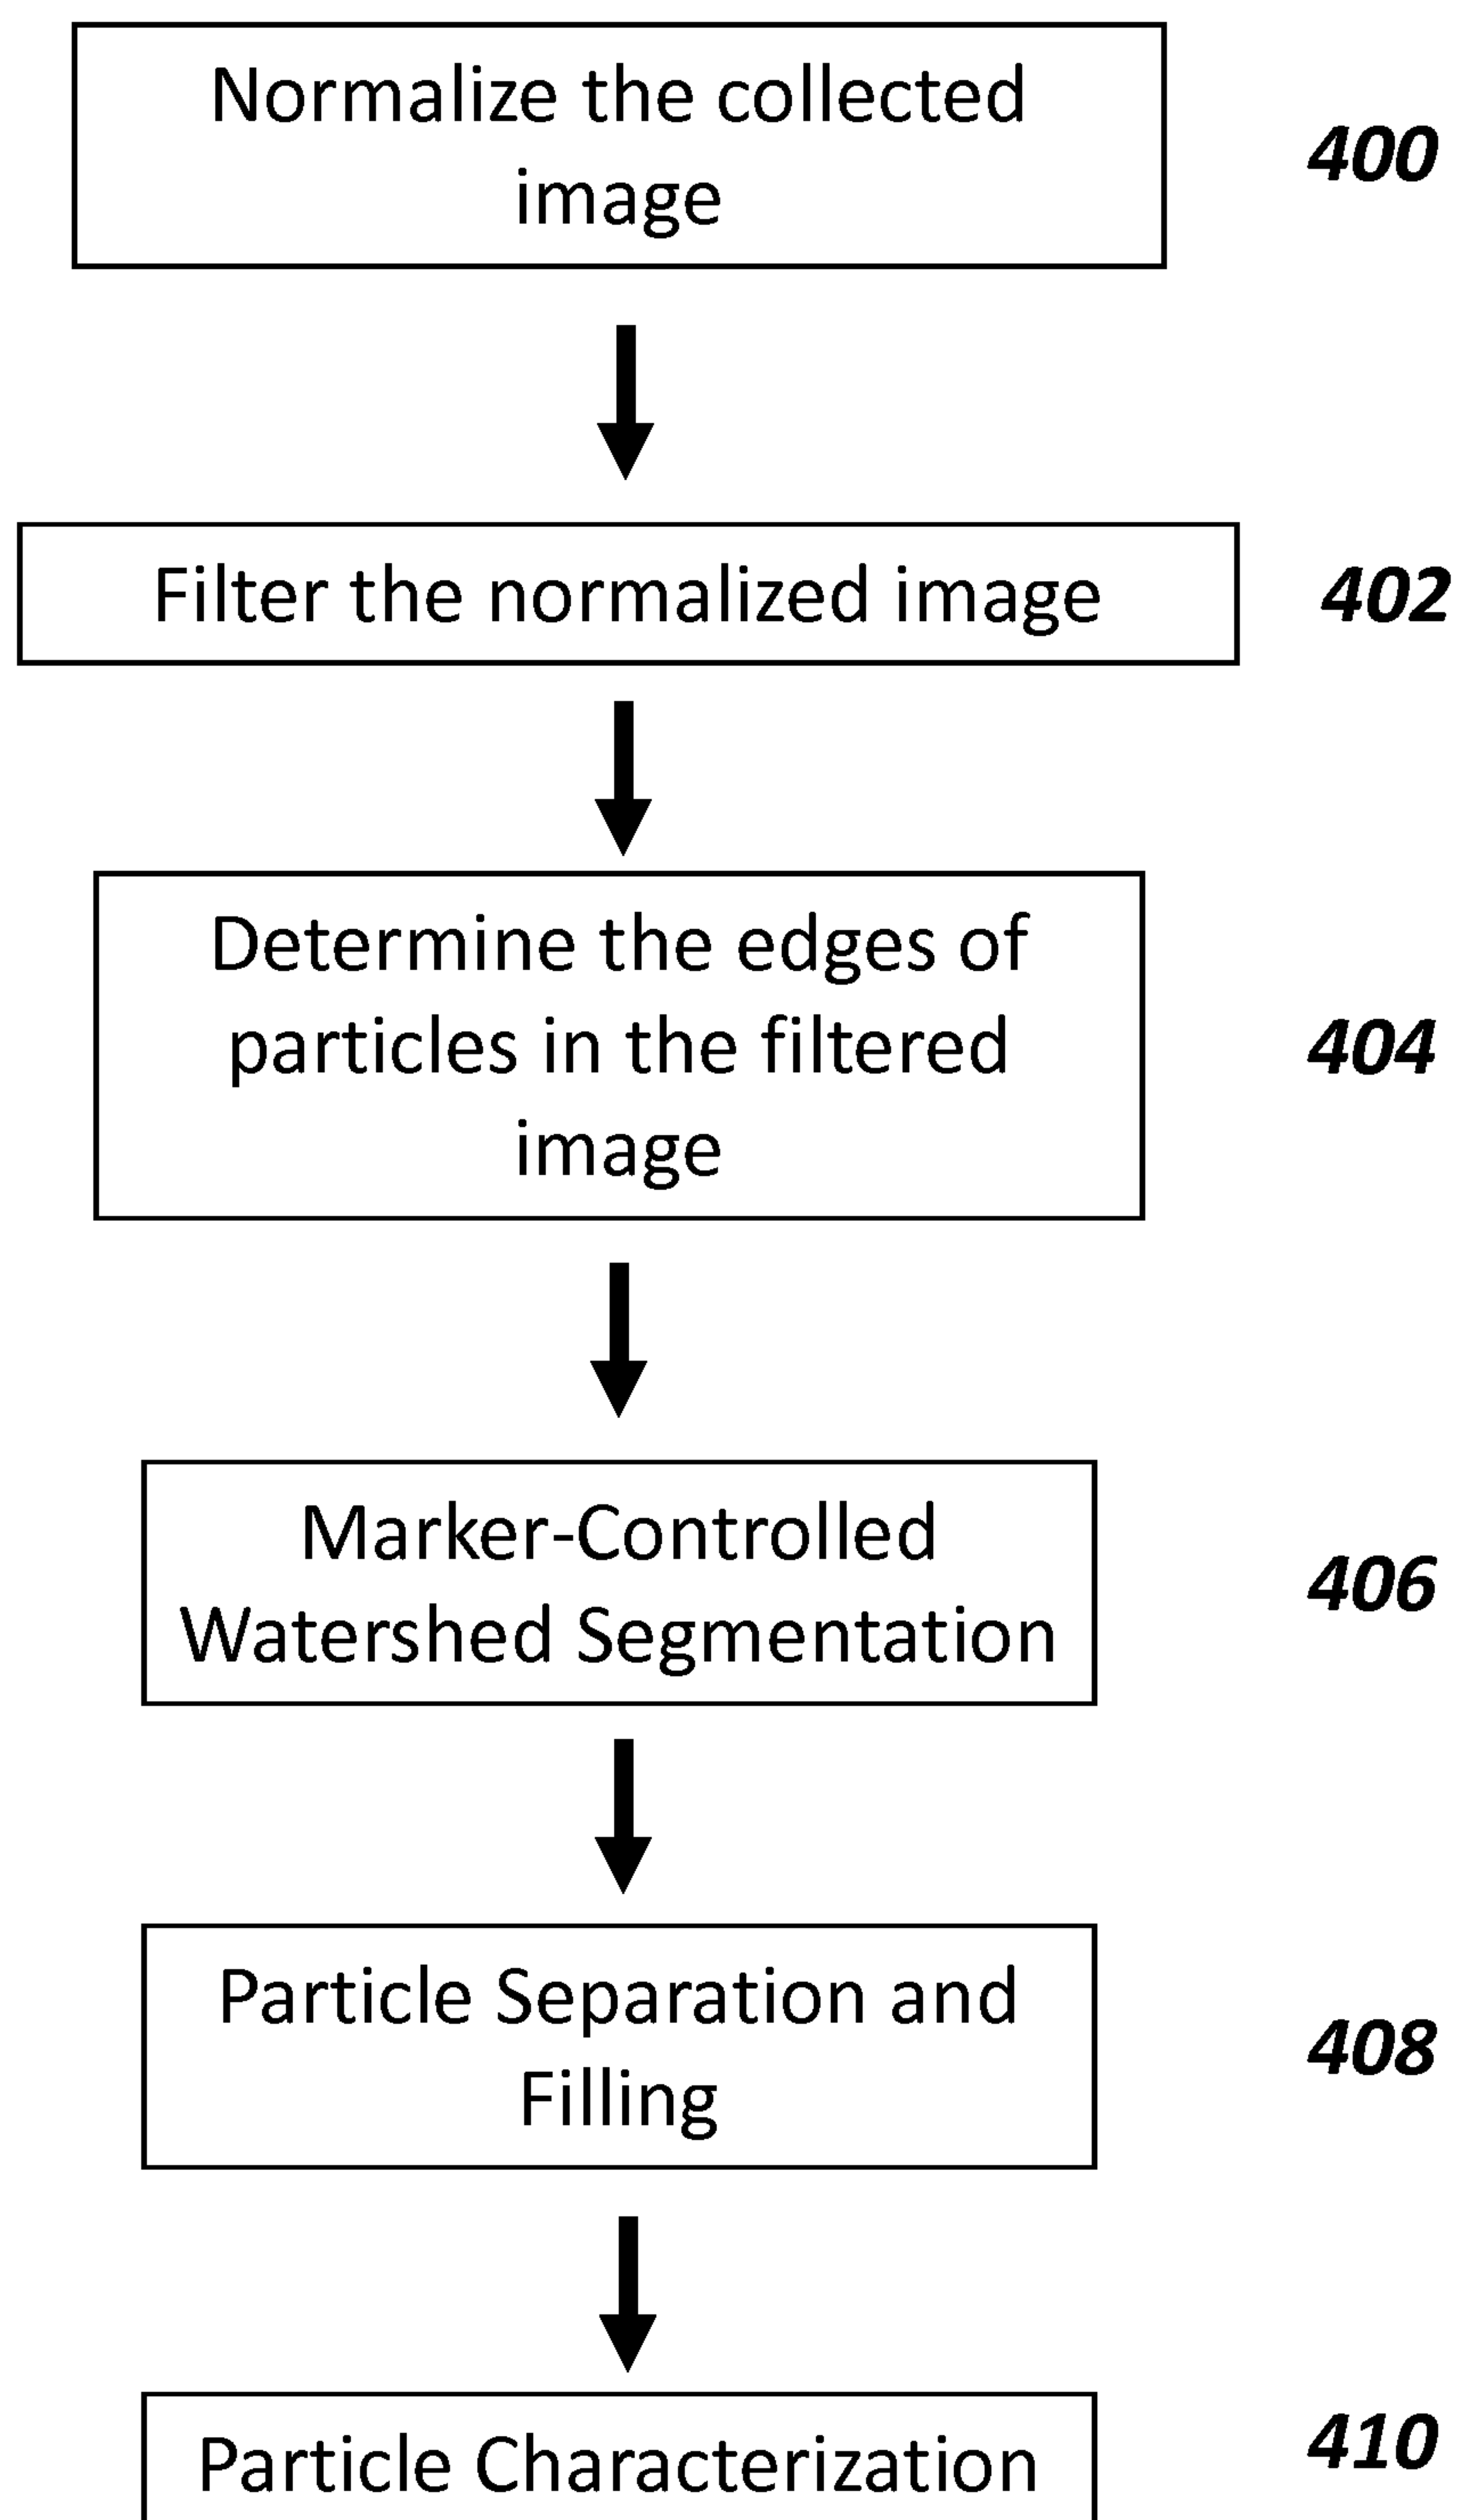 Normalize the collected
image
400
Filter the normalized image
402
Determine the edges of
particles in the filtered
image
404
Marker-Controlled
Watershed Segmentation
406
Particle Separation and
Filling
408
Particle Characterization
410